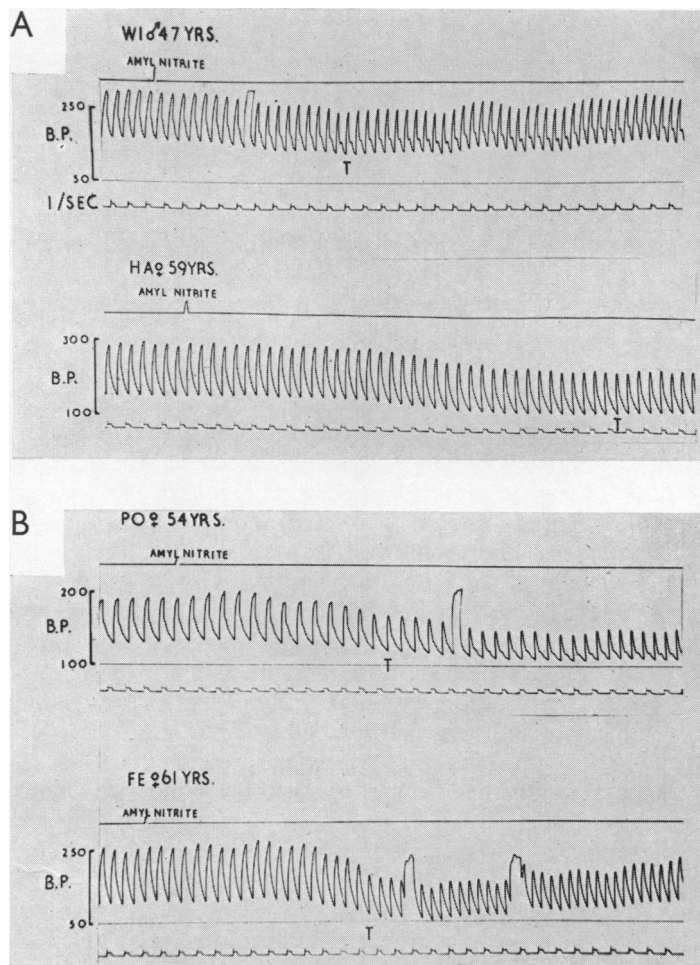 A
WI♂47 YRS.
AMYL NITRITE
250
B.P.
50
T
1/SEC
HA♀ 59YRS.
AMYL NITRITE
300
B.P.
100
T
B
PO♀ 54 YRS.
AMYL NITRITE
200
B.P.
100
T
FE♀61 YRS.
AMYL NITRITE
250
B.P.
50
T